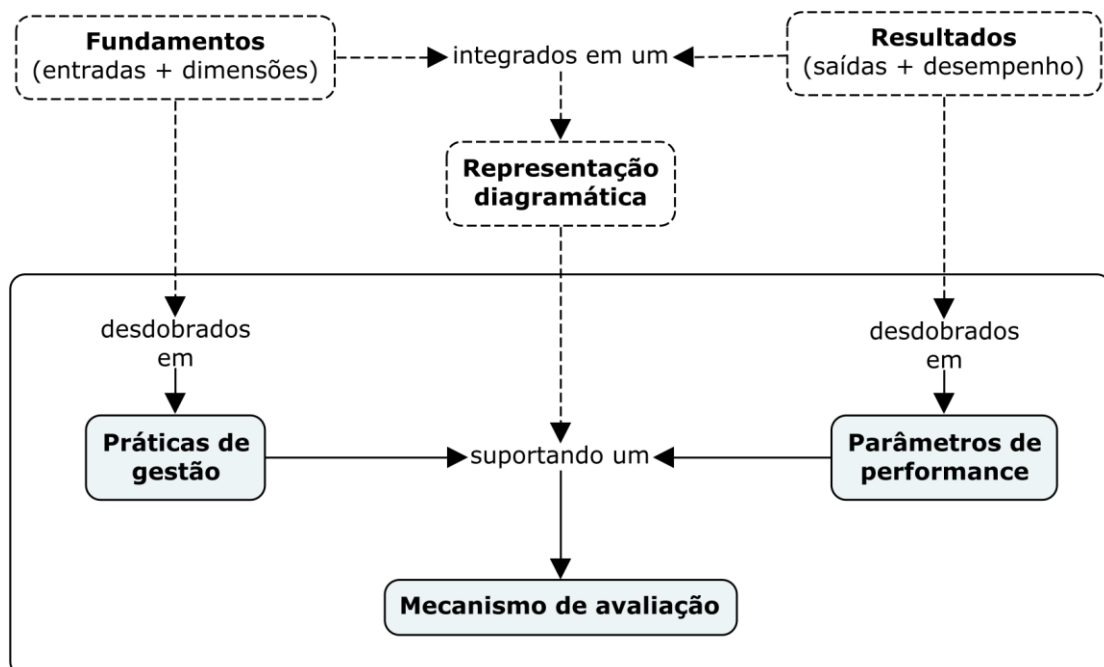 Fundamentos
(entradas + dimensões)
integrados em um
Resultados
(saídas + desempenho)
Representação
diagramática
desdobrados
em
desdobrados
em
Práticas de
gestão
suportando um
Parâmetros de
performance
Mecanismo de avaliação